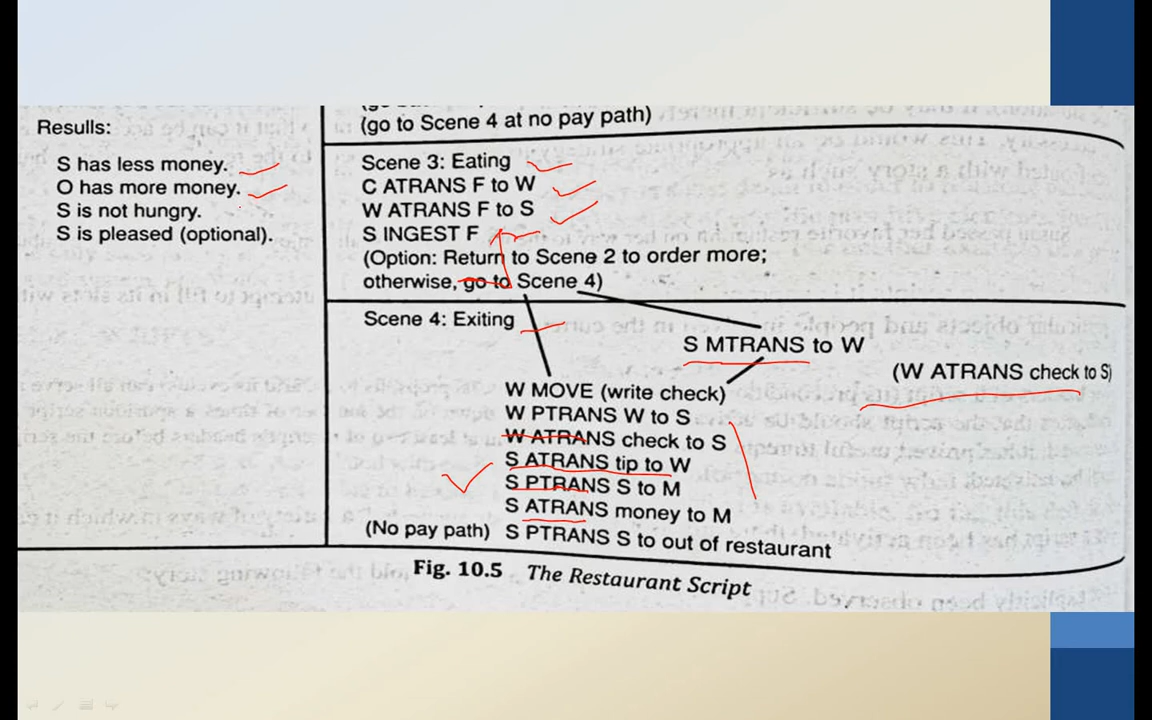 Results:
S has less money.
O has more money.
S is not hungry.
S is pleased (optional).
(go to Scene 4 at no pay path)
Scene 3: Eating
C ATRANS F to W
W ATRANS F to S
S INGEST F
(Option: Return to Scene 2 to order more;
otherwise, go to Scene 4)
Scene 4: Exiting
S MTRANS to W
(W ATRANS check to S)
W MOVE (write check)
W PTRANS W to S
W ATRANS check to S
S ATRANS tip to W
S PTRANS S to M
S ATRANS money to M
(No pay path) S PTRANS S to out of restaurant
Fig. 10.5 The Restaurant Script